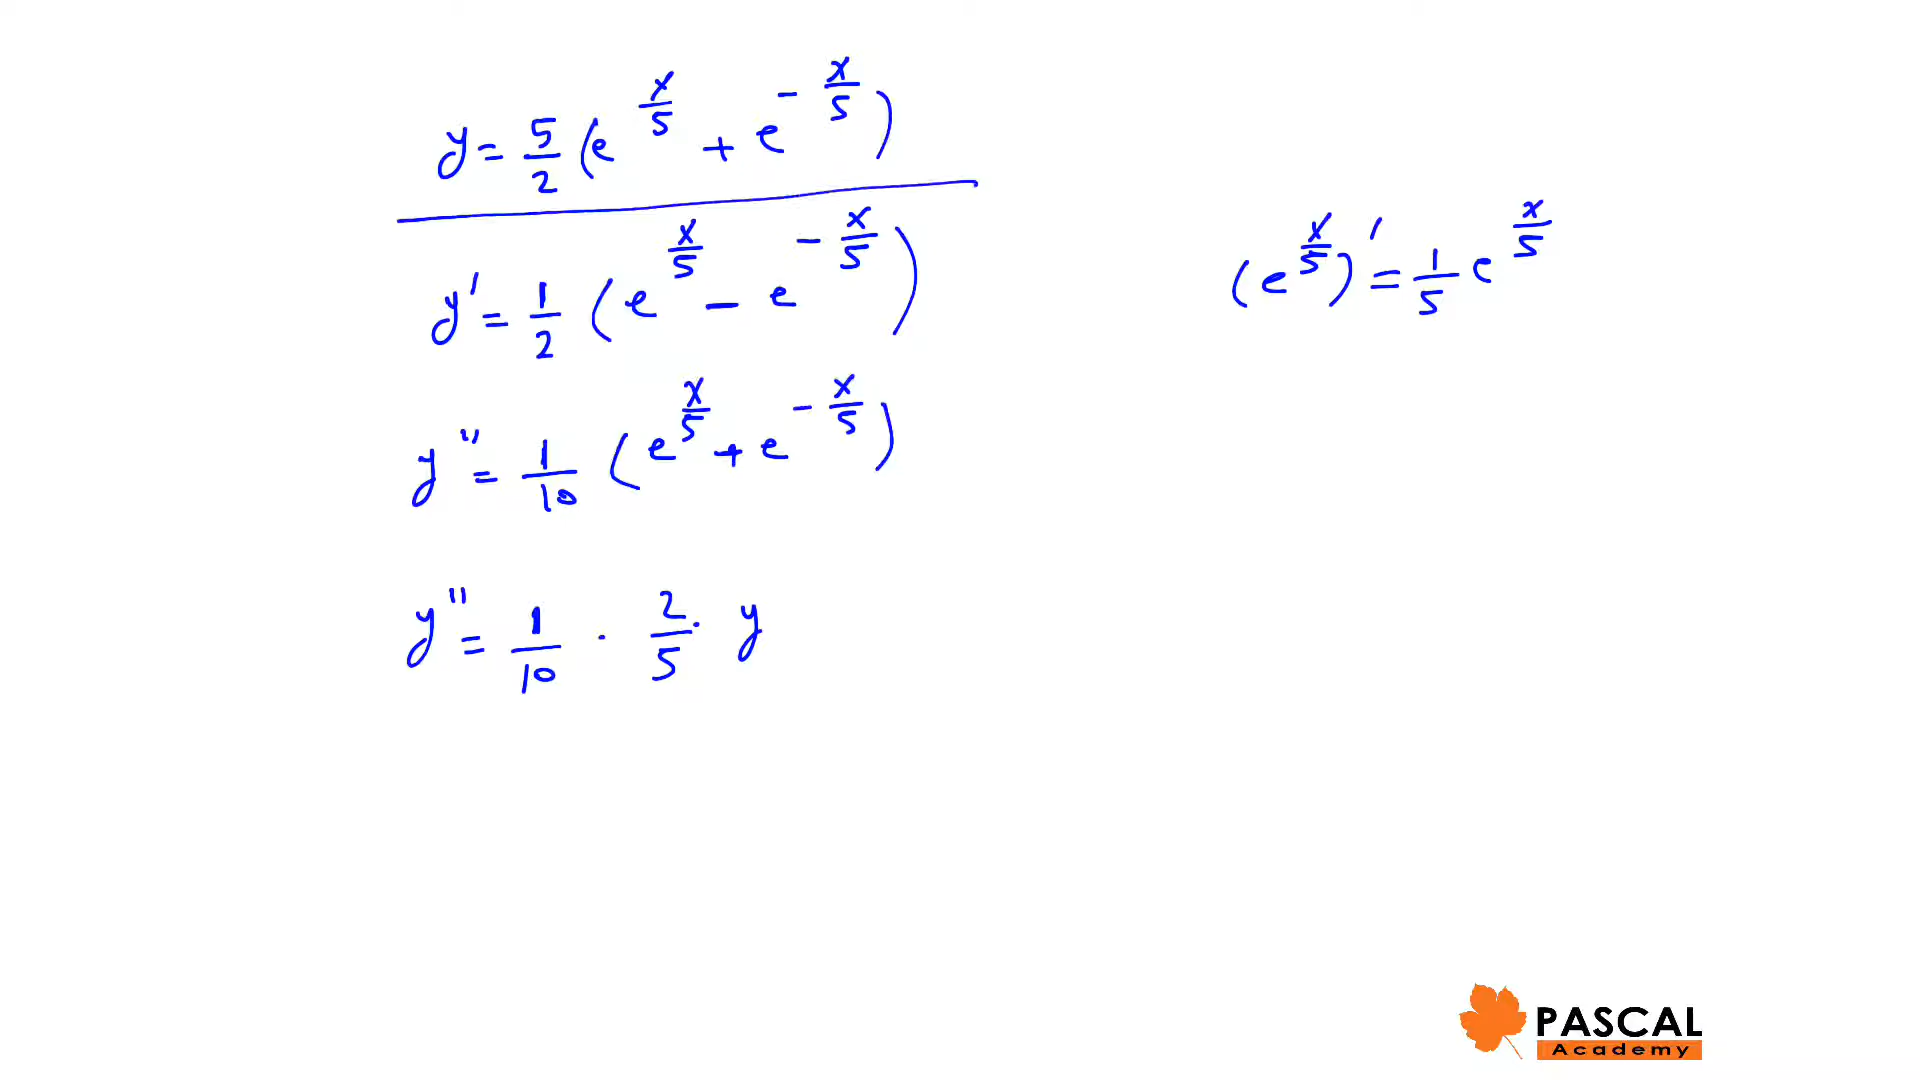 y = 5/2 (e^(x/5) + e^(-x/5))
y' = 1/2 (e^(x/5) - e^(-x/5))
(e^(x/5))' = 1/5 e^(x/5)
y" = 1/10 (e^(x/5) + e^(-x/5))
y" = 1/10 · 2/5 · y
PASCAL
Academy